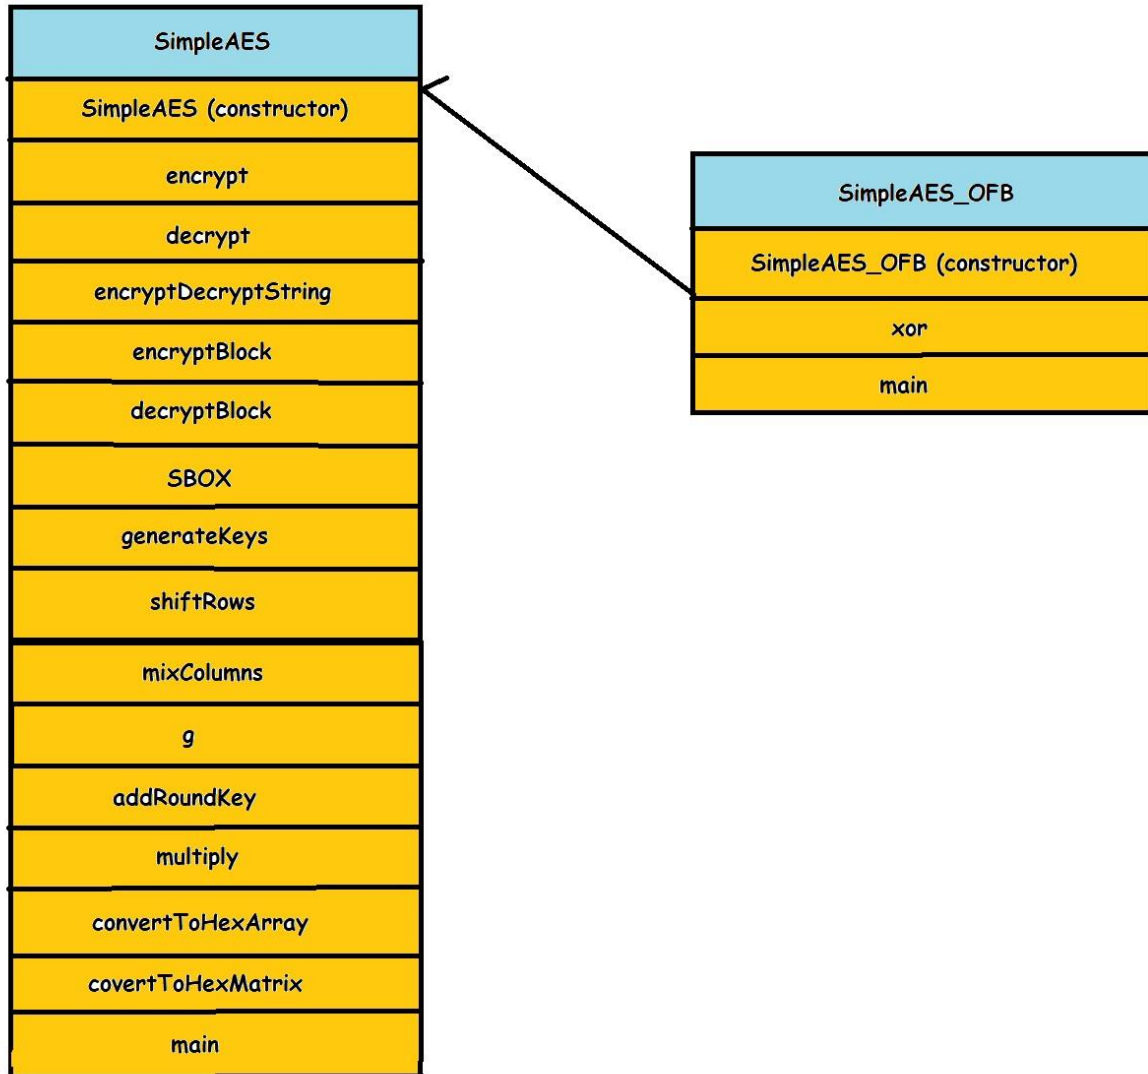 SimpleAES
SimpleAES (constructor)
encrypt
decrypt
encryptDecryptString
encryptBlock
decryptBlock
SBOX
generateKeys
shiftRows
mixColumns
g
addRoundKey
multiply
convertToHexArray
covertToHexMatrix
main
SimpleAES_OFB
SimpleAES_OFB (constructor)
xor
main